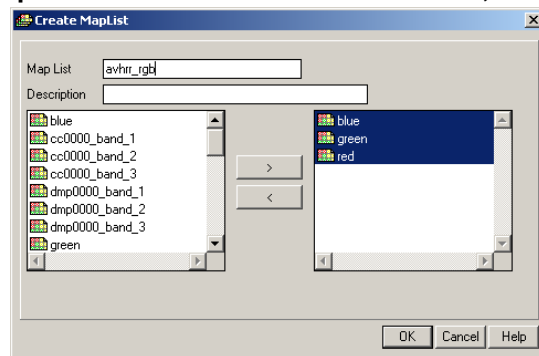 Create MapList
Map List avhrr_rgb
Description
blue
cc0000_band_1
cc0000_band_2
cc0000_band_3
dmp0000_band_1
dmp0000_band_2
dmp0000_band_3
green
>
<
blue
green
red
OK Cancel Help